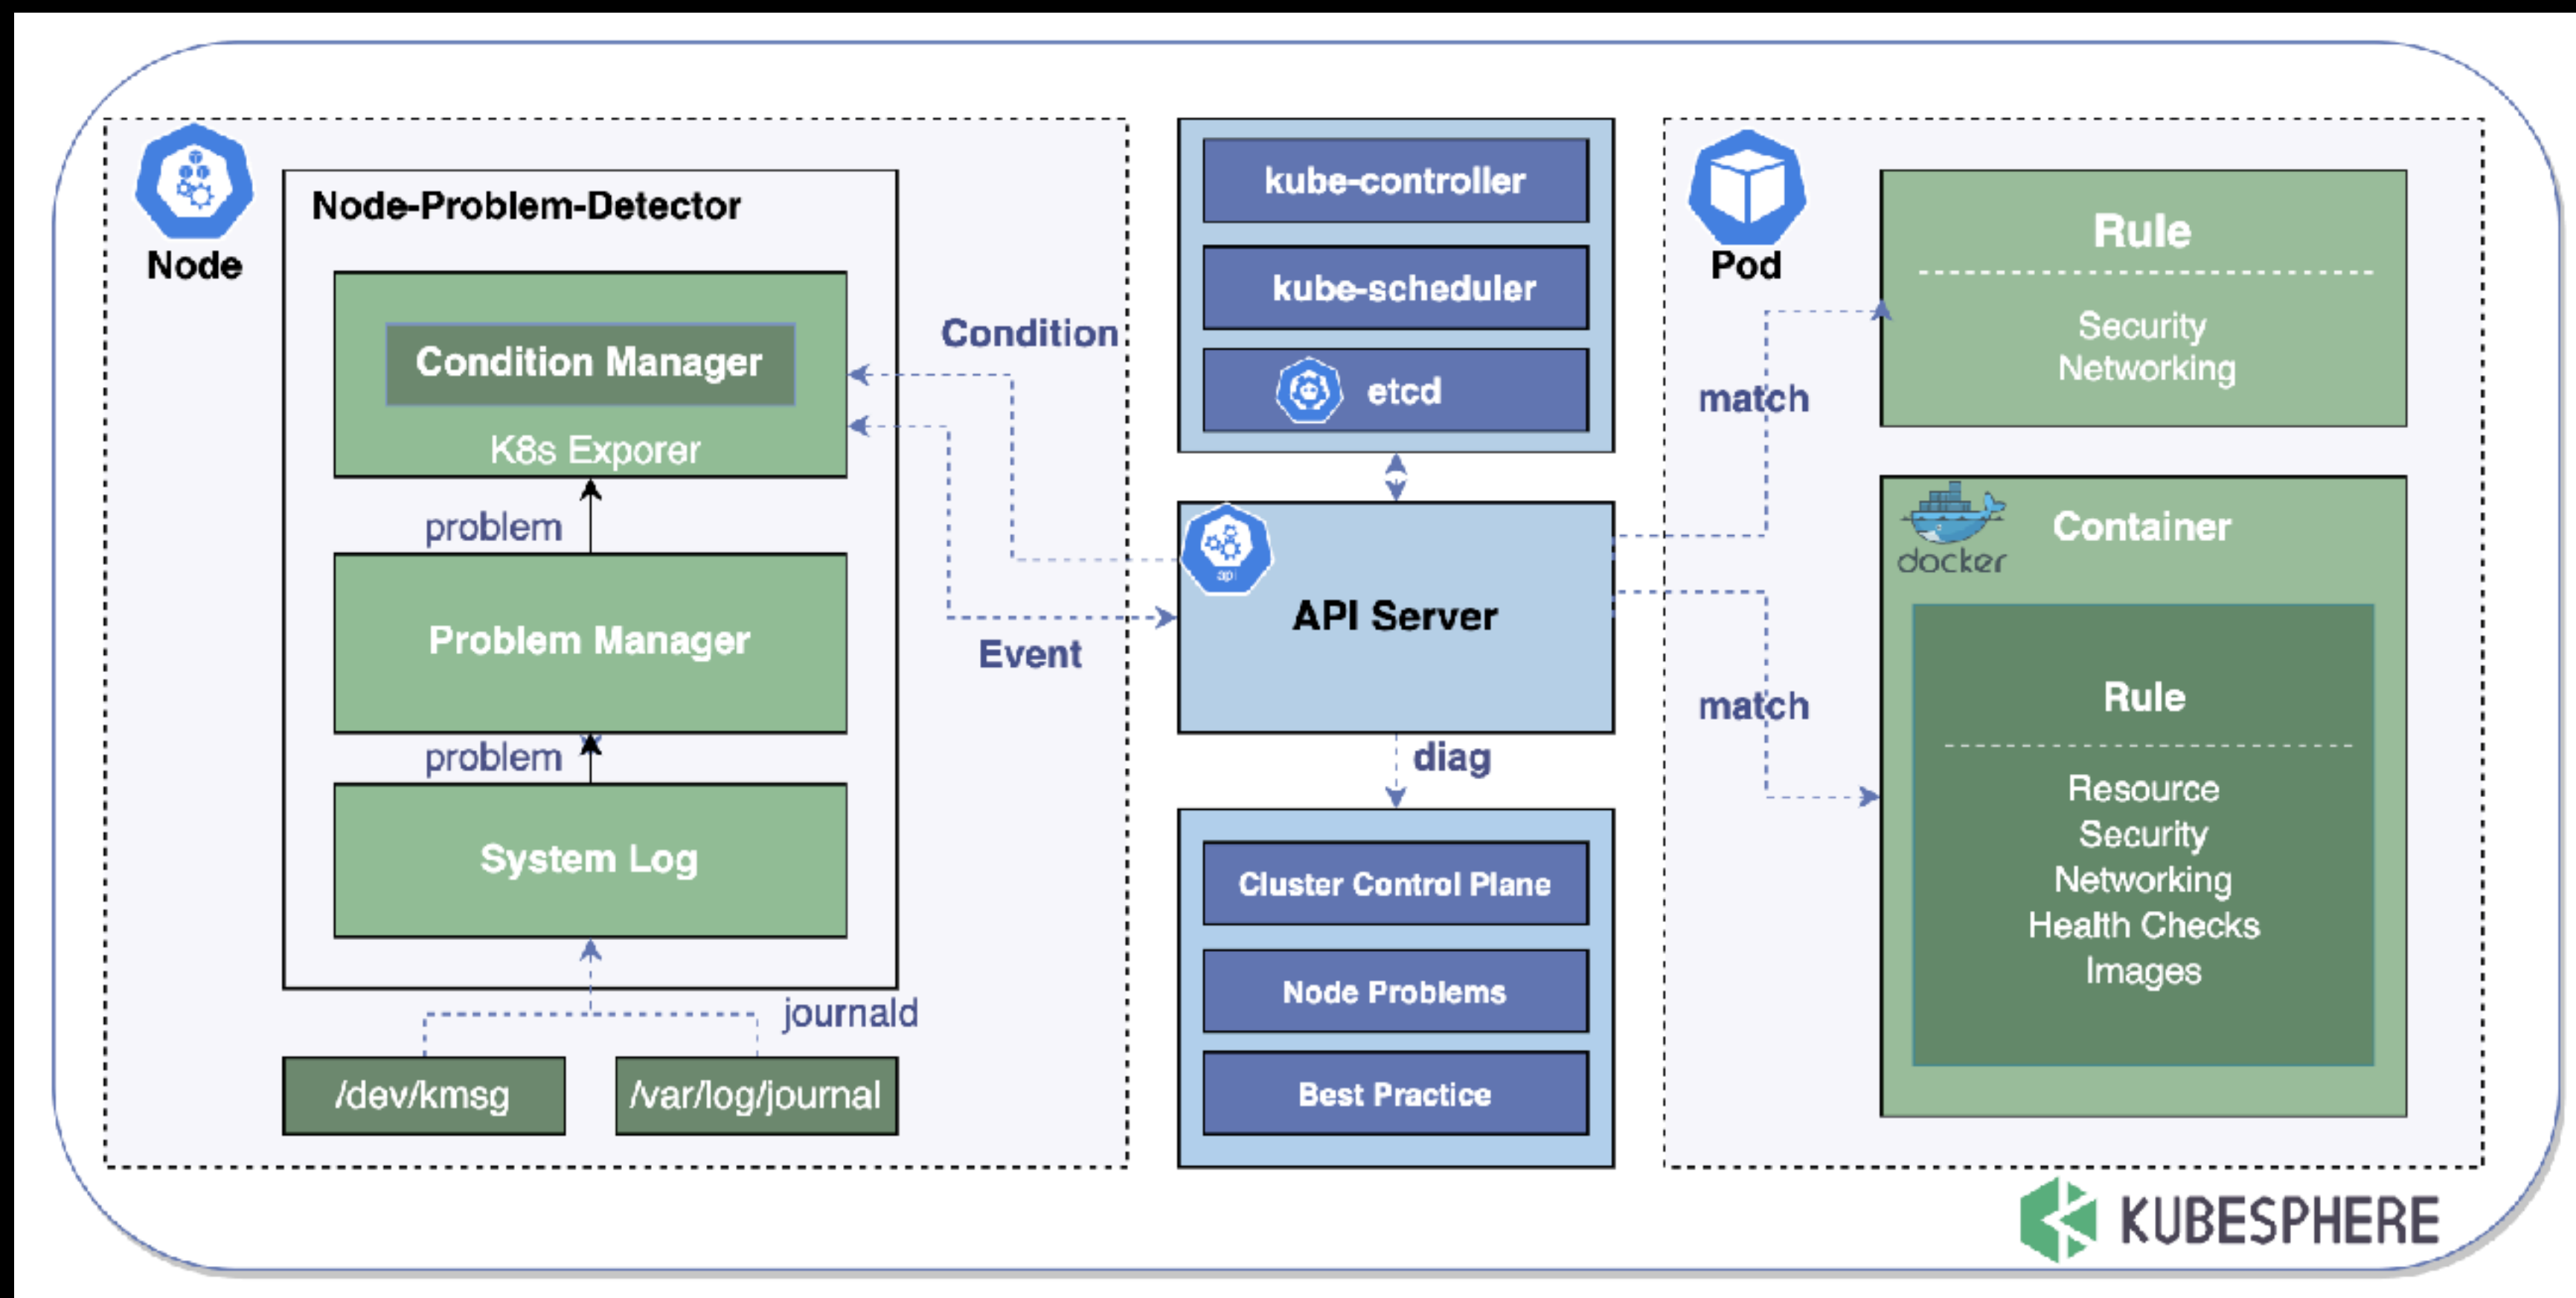 Node
Node-Problem-Detector
Condition Manager
K8s Exporer
problem
Problem Manager
problem
System Log
journald
/dev/kmsg
/var/log/journal
Condition
Event
kube-controller
kube-scheduler
etcd
api
API Server
diag
Cluster Control Plane
Node Problems
Best Practice
Pod
match
match
Rule
Security
Networking
docker
Container
Rule
Resource
Security
Networking
Health Checks
Images
KUBESPHERE